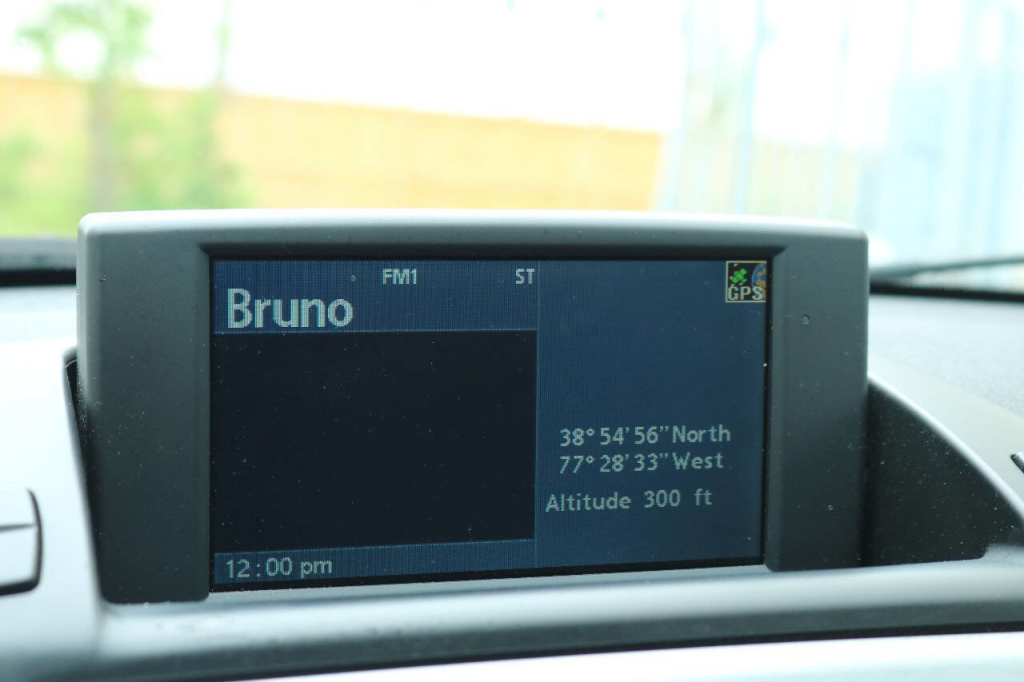 FM1 ST
Bruno
GPS
38° 54' 56" North
77° 28' 33" West
Altitude 300 ft
12:00 pm